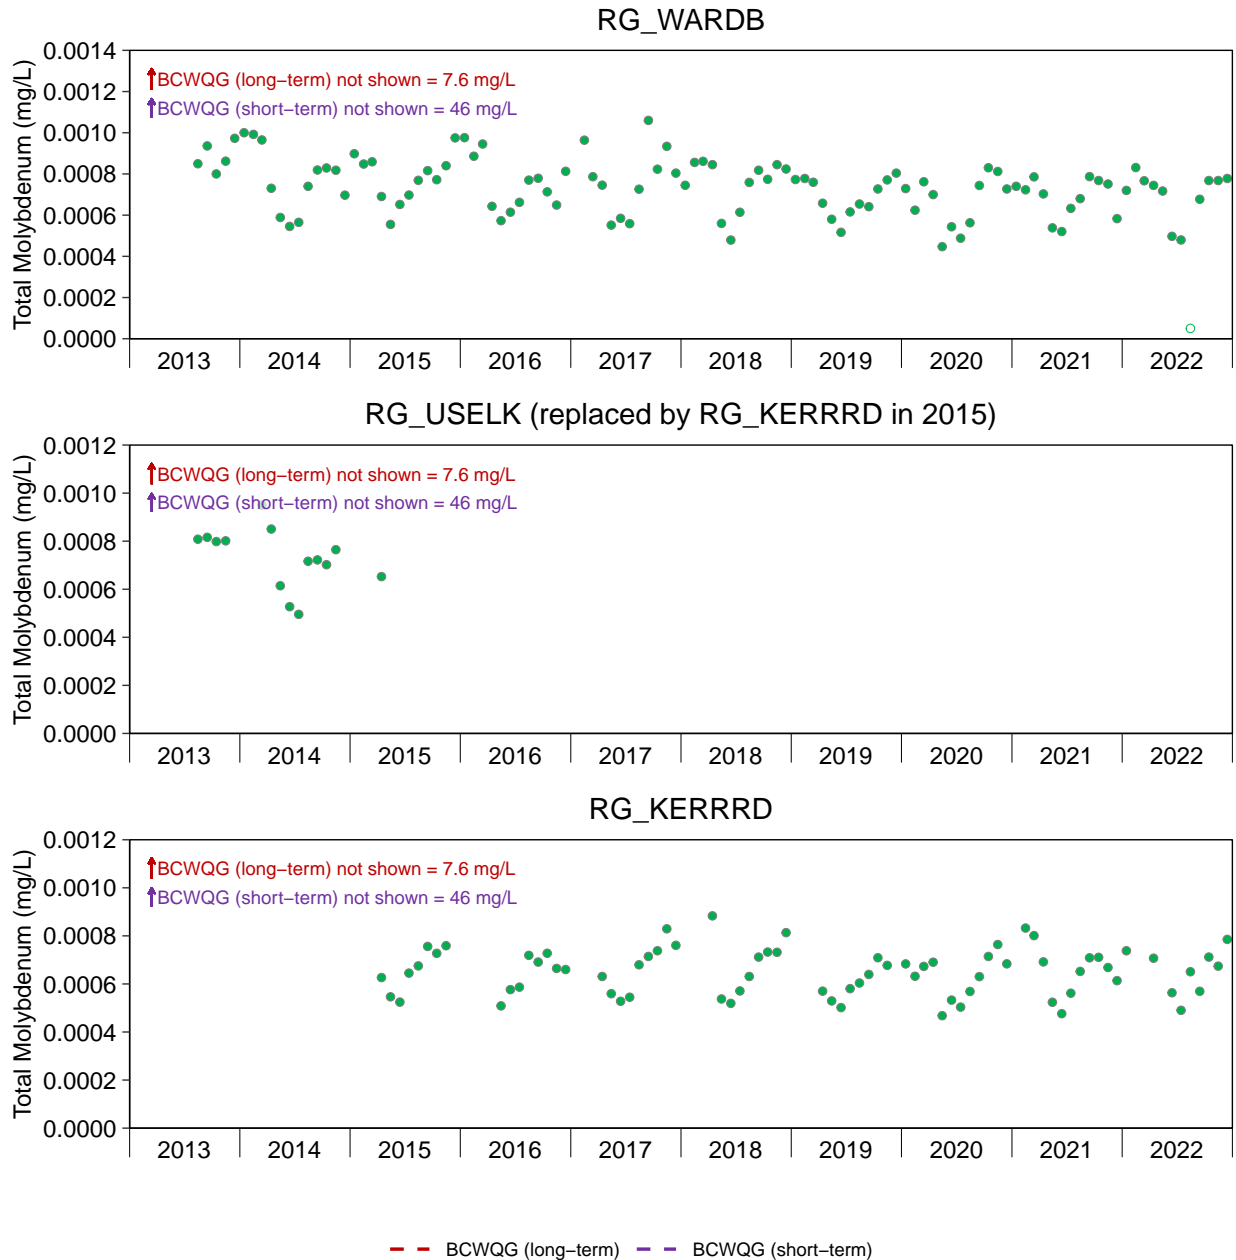 RG_WARDB
Total Molybdenum (mg/L)
0.0014
0.0012
0.0010
0.0008
0.0006
0.0004
0.0002
0.0000
BCWQG (long−term) not shown = 7.6 mg/L
BCWQG (short−term) not shown = 46 mg/L
2013 2014 2015 2016 2017 2018 2019 2020 2021 2022
RG_USELK (replaced by RG_KERRRD in 2015)
Total Molybdenum (mg/L)
0.0012
0.0010
0.0008
0.0006
0.0004
0.0002
0.0000
BCWQG (long−term) not shown = 7.6 mg/L
BCWQG (short−term) not shown = 46 mg/L
2013 2014 2015 2016 2017 2018 2019 2020 2021 2022
RG_KERRRD
Total Molybdenum (mg/L)
0.0012
0.0010
0.0008
0.0006
0.0004
0.0002
0.0000
BCWQG (long−term) not shown = 7.6 mg/L
BCWQG (short−term) not shown = 46 mg/L
2013 2014 2015 2016 2017 2018 2019 2020 2021 2022
BCWQG (long−term) BCWQG (short−term)